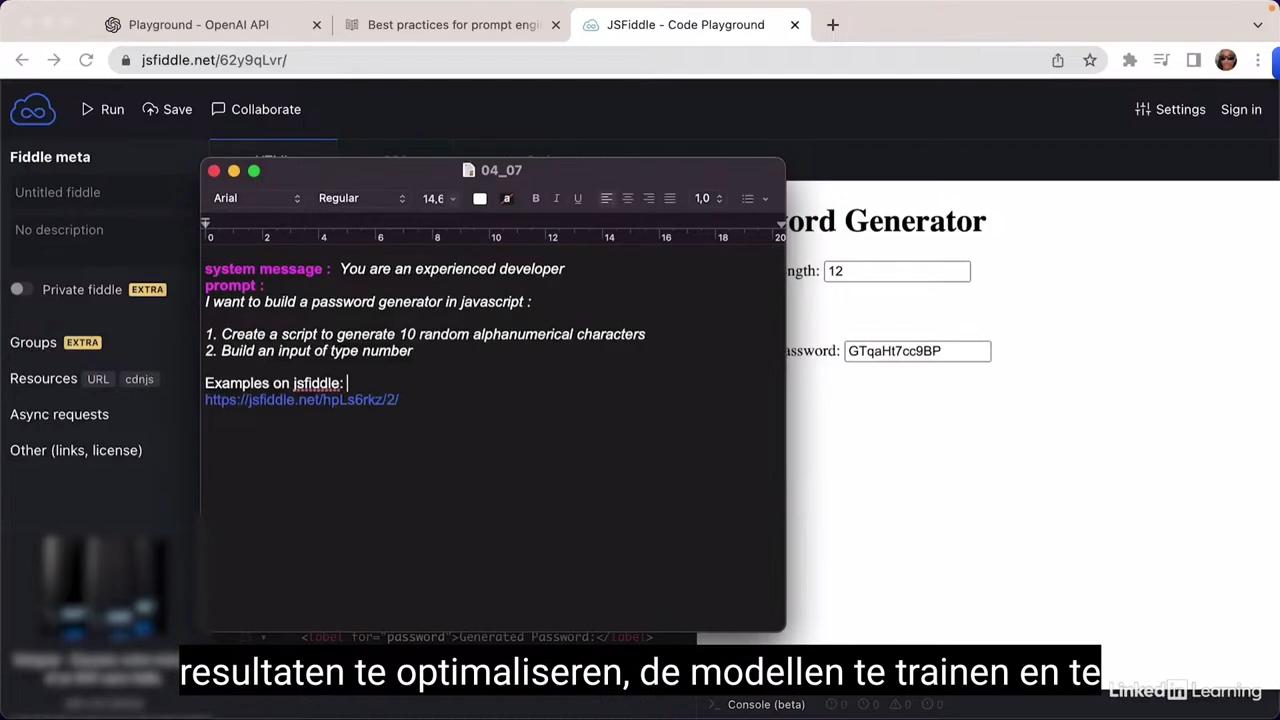 Playground - OpenAI API
Best practices for prompt engi
JSFiddle - Code Playground
jsfiddle.net/62y9qLvr/
Run
Save
Collaborate
Settings
Sign in
Fiddle meta
Untitled fiddle
No description
Private fiddle EXTRA
Groups EXTRA
Resources URL cdnjs
Async requests
Other (links, license)
04_07
Arial
Regular
14,6
B I U
1,0
0 2 4 6 8 10 12 14 16 18 20
system message : You are an experienced developer
prompt :
I want to build a password generator in javascript :
1. Create a script to generate 10 random alphanumerical characters
2. Build an input of type number
Examples on jsfiddle:
https://jsfiddle.net/hpLs6rkz/2/
ord Generator
ngth: 12
assword: GTqaHt7cc9BP
<label for="password">Generated Password:</label>
resultaten te optimaliseren, de modellen te trainen en te
LinkedIn Learning
Console (beta) 0 0 0 0